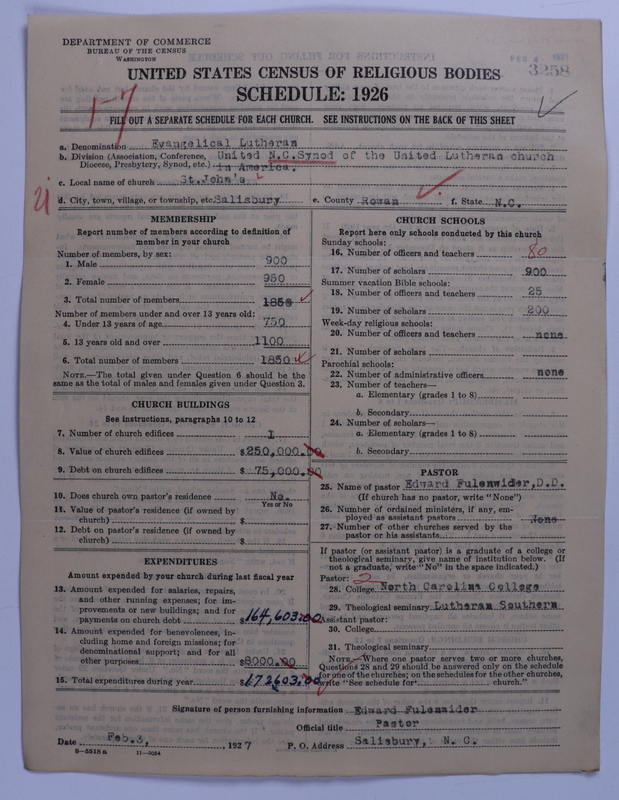 DEPARTMENT OF COMMERCE
BUREAU OF THE CENSUS
WASHINGTON
3258
UNITED STATES CENSUS OF RELIGIOUS BODIES
SCHEDULE: 1926
1-7
FILL OUT A SEPARATE SCHEDULE FOR EACH CHURCH. SEE INSTRUCTIONS ON THE BACK OF THIS SHEET
a. Denomination Evangelical Lutheran
b. Division (Association, Conference, Diocese, Presbytery, Synod, etc.) United N.C.Synod of the United Lutheran church in America.
c. Local name of church St.John's
d. City, town, village, or township, etc. Salisbury e. County Rowan f. State N.C.
MEMBERSHIP
Report number of members according to definition of
member in your church
Number of members, by sex:
1. Male 900
2. Female 950
3. Total number of members 1850
Number of members under and over 13 years old:
4. Under 13 years of age 750
5. 13 years old and over 1100
6. Total number of members 1850
NOTE.—The total given under Question 6 should be the
same as the total of males and females given under Question 3.
CHURCH BUILDINGS
See instructions, paragraphs 10 to 12
7. Number of church edifices 1
8. Value of church edifices $250,000.00
9. Debt on church edifices $ 75,000.00
10. Does church own pastor's residence No.
Yes or No
11. Value of pastor's residence (if owned by
church) $
12. Debt on pastor's residence (if owned by
church) $
EXPENDITURES
Amount expended by your church during last fiscal year
13. Amount expended for salaries, repairs,
and other running expenses; for im-
provements or new buildings; and for
payments on church debt $164,603.00
14. Amount expended for benevolences, in-
cluding home and foreign missions; for
denominational support; and for all
other purposes $8000.00
15. Total expenditures during year $172603.00
CHURCH SCHOOLS
Report here only schools conducted by this church
Sunday schools:
16. Number of officers and teachers 80
17. Number of scholars 900
Summer vacation Bible schools:
18. Number of officers and teachers 25
19. Number of scholars 200
Week-day religious schools:
20. Number of officers and teachers none
21. Number of scholars
Parochial schools:
22. Number of administrative officers none
23. Number of teachers—
a. Elementary (grades 1 to 8)
b. Secondary
24. Number of scholars—
a. Elementary (grades 1 to 8)
b. Secondary
PASTOR
25. Name of pastor Edward Fulenwider,D.D.
(If church has no pastor, write "None")
26. Number of ordained ministers, if any, em-
ployed as assistant pastors None
27. Number of other churches served by the
pastor or his assistants
If pastor (or assistant pastor) is a graduate of a college or
theological seminary, give name of institution below. (If
not a graduate, write "No" in the space indicated.)
Pastor: 2
28. College North Carolina College
29. Theological seminary Lutheran Southern
Assistant pastor:
30. College
31. Theological seminary
NOTE.—Where one pastor serves two or more churches,
Questions 28 and 29 should be answered only on the schedule
for one of the churches; on the schedules for the other churches,
write "See schedule for church."
Signature of person furnishing information Edward Fulenwider
Official title Pastor
Date Feb.3, 1927 P. O. Address Salisbury, N. C.
8-5518a 11-3084